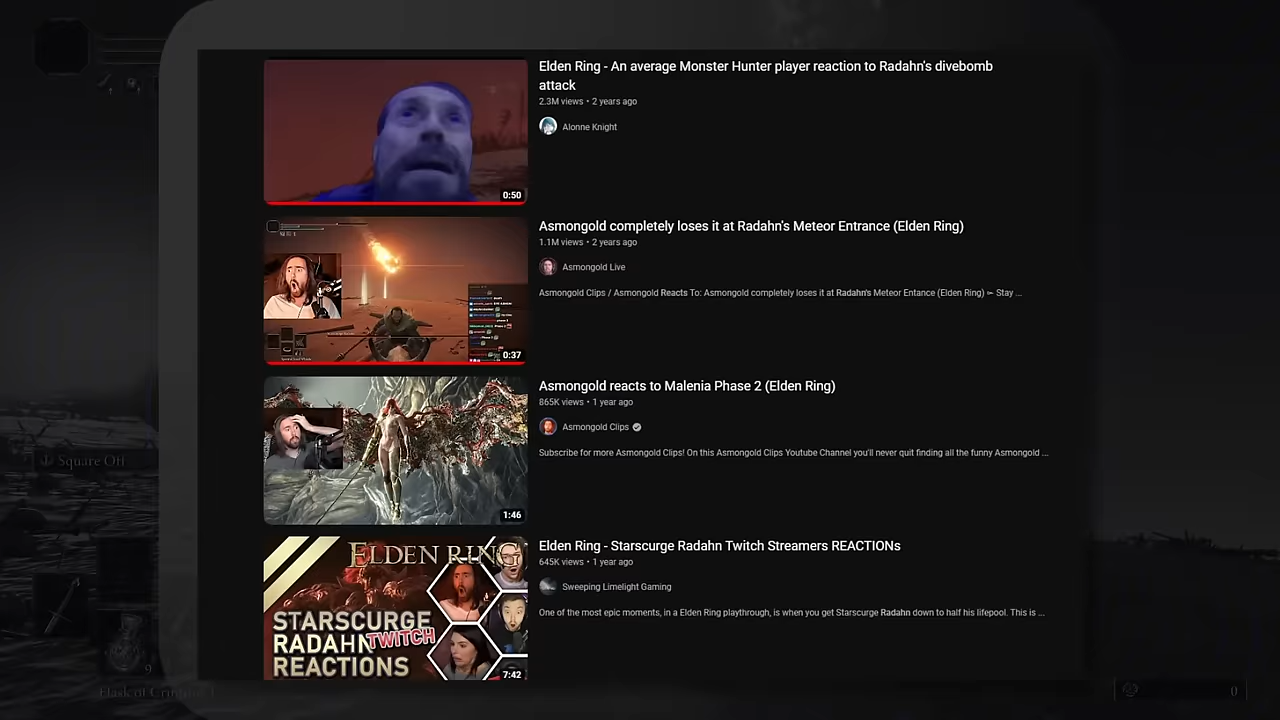 Elden Ring - An average Monster Hunter player reaction to Radahn's divebomb
attack
2.3M views • 2 years ago
Alonne Knight
0:50
Asmongold completely loses it at Radahn's Meteor Entrance (Elden Ring)
1.1M views • 2 years ago
Asmongold Live
Asmongold Clips / Asmongold Reacts To: Asmongold completely loses it at Radahn's Meteor Entance (Elden Ring) ► Stay ...
0:37
Asmongold reacts to Malenia Phase 2 (Elden Ring)
865K views • 1 year ago
Asmongold Clips
Subscribe for more Asmongold Clips! On this Asmongold Clips Youtube Channel you'll never quit finding all the funny Asmongold ...
1:46
Elden Ring - Starscurge Radahn Twitch Streamers REACTIONs
645K views • 1 year ago
Sweeping Limelight Gaming
One of the most epic moments, in a Elden Ring playthrough, is when you get Starscurge Radahn down to half his lifepool. This is ...
ELDEN RING
STARSCURGE
RADAHN TWITCH
REACTIONS
7:42
Square Off
9
Flask of
0